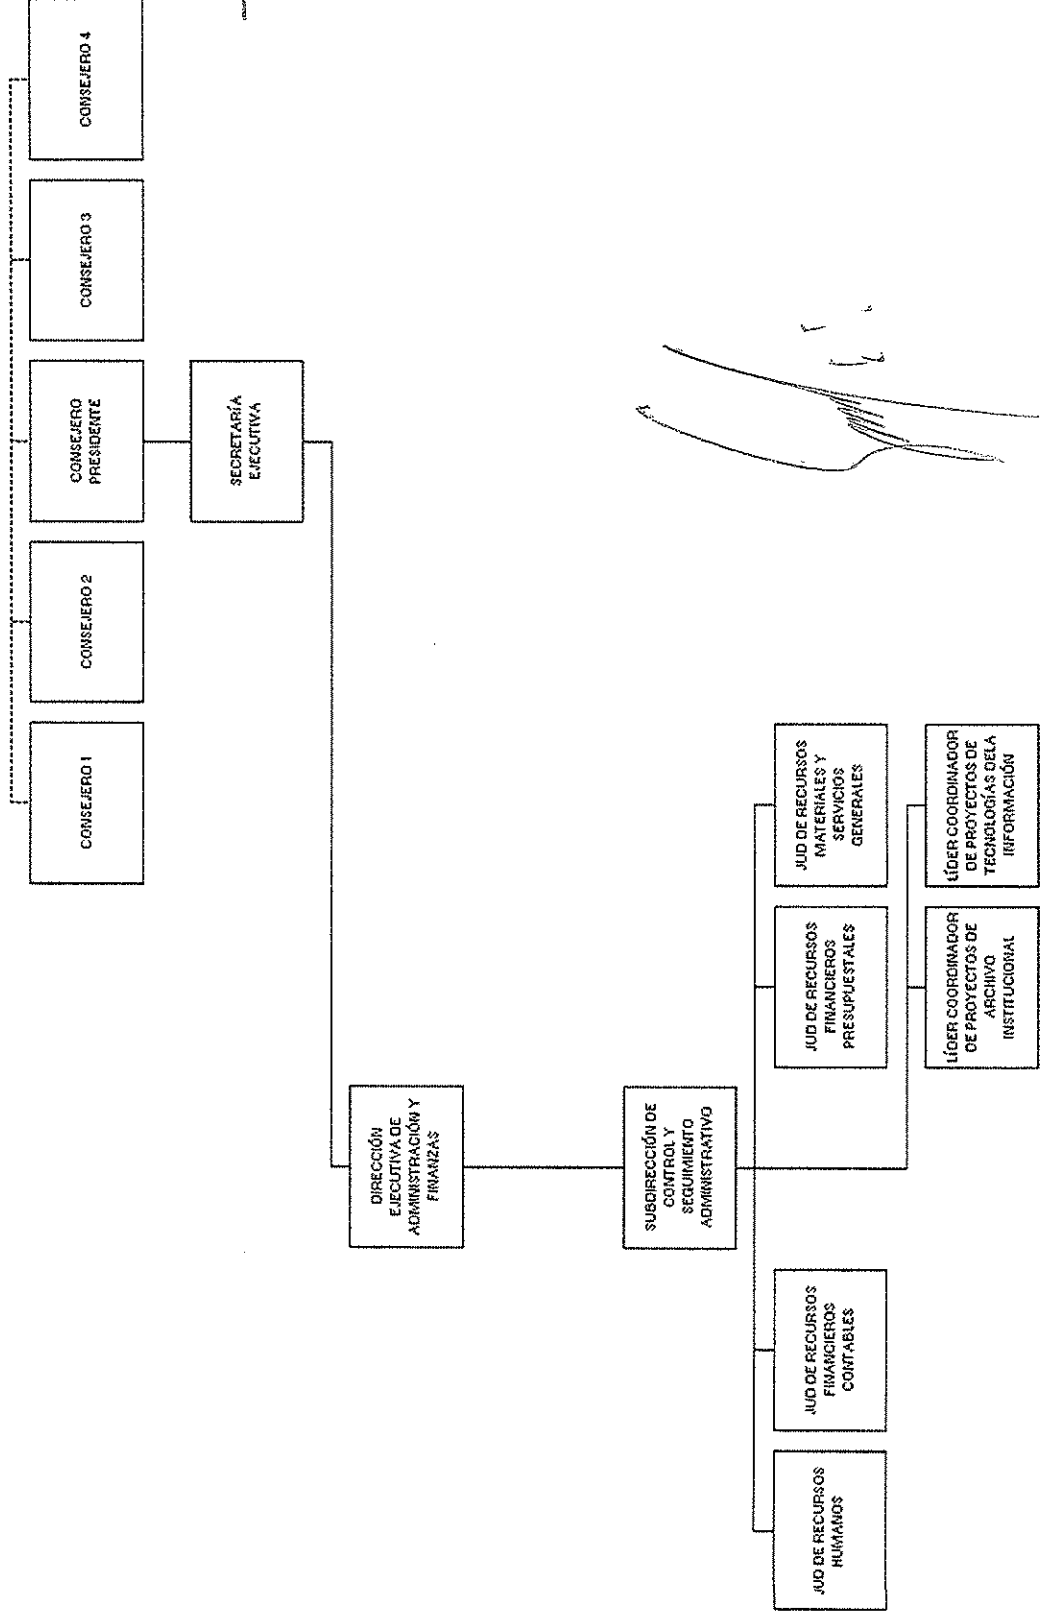 CONSEJERO 1
CONSEJERO 2
CONSEJERO
PRESIDENTE
CONSEJERO 3
CONSEJERO 4
SECRETARÍA
EJECUTIVA
DIRECCIÓN
EJECUTIVA DE
ADMINISTRACIÓN Y
FINANZAS
SUBDIRECCIÓN DE
CONTROL Y
SEGUIMIENTO
ADMINISTRATIVO
JUD DE RECURSOS
HUMANOS
JUD DE RECURSOS
FINANCIEROS
CONTABLES
JUD DE RECURSOS
FINANCIEROS
PRESUPUESTALES
JUD DE RECURSOS
MATERIALES Y
SERVICIOS
GENERALES
LÍDER COORDINADOR
DE PROYECTOS DE
ARCHIVO
INSTITUCIONAL
LÍDER COORDINADOR
DE PROYECTOS DE
TECNOLOGÍAS DELA
INFORMACIÓN